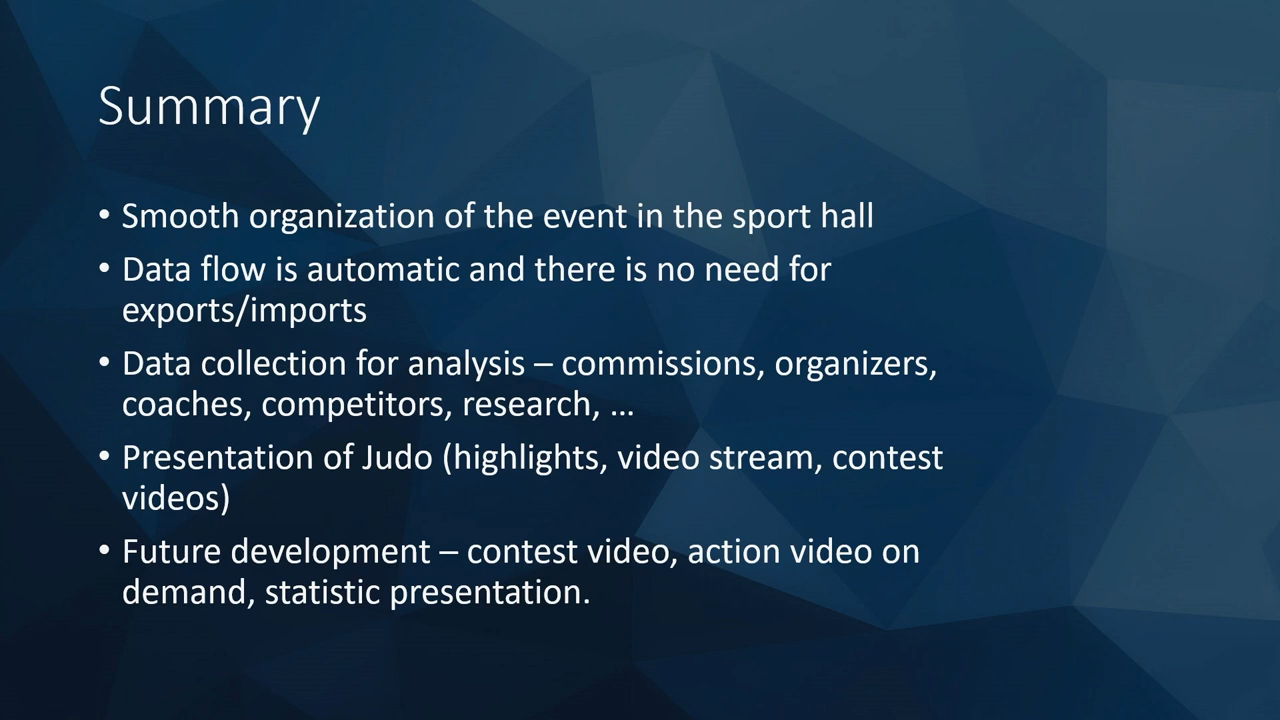 Summary
• Smooth organization of the event in the sport hall
• Data flow is automatic and there is no need for
exports/imports
• Data collection for analysis – commissions, organizers,
coaches, competitors, research, …
• Presentation of Judo (highlights, video stream, contest
videos)
• Future development – contest video, action video on
demand, statistic presentation.